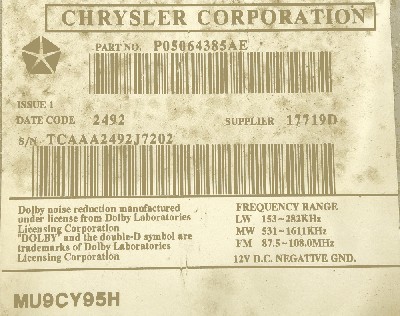 CHRYSLER CORPORATION
PART NO. P05064385AE
ISSUE 1
DATE CODE 2492 SUPPLIER 17719D
S/N TCAAA2492J7202
Dolby noise reduction manufactured
under license from Dolby Laboratories
Licensing Corporation
"DOLBY" and the double-D symbol are
trademarks of Dolby Laboratories
Licensing Corporation
FREQUENCY RANGE
LW 153~282KHz
MW 531~1611KHz
FM 87.5~108.0MHz
12V D.C. NEGATIVE GND.
MU9CY95H